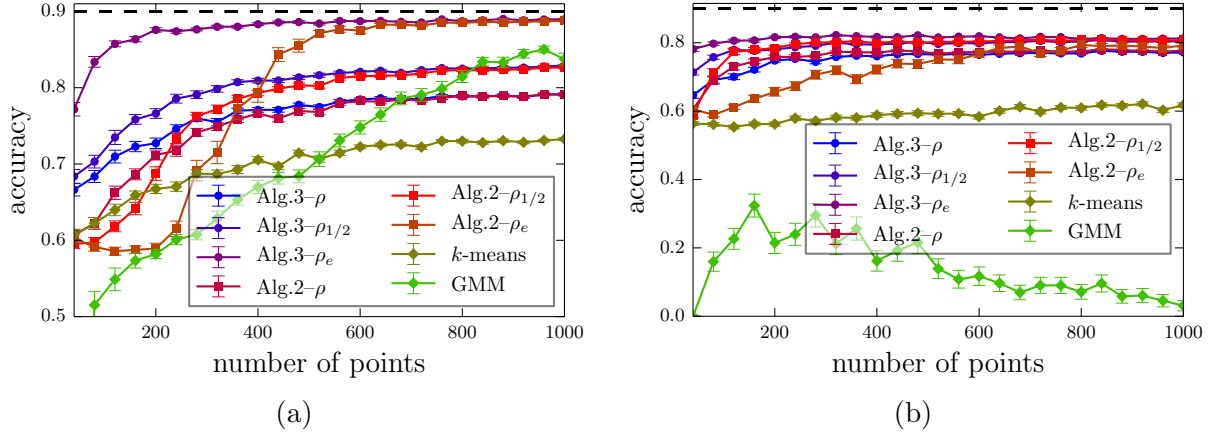 0.9
0.8
0.7
0.6
0.5
accuracy
200
400
600
800
1000
number of points
Alg.3–ρ
Alg.3–ρ1/2
Alg.3–ρe
Alg.2–ρ
Alg.2–ρ1/2
Alg.2–ρe
k-means
GMM
(a)
0.8
0.6
0.4
0.2
0.0
accuracy
200
400
600
800
1000
number of points
Alg.3–ρ
Alg.3–ρ1/2
Alg.3–ρe
Alg.2–ρ
Alg.2–ρ1/2
Alg.2–ρe
k-means
GMM
(b)